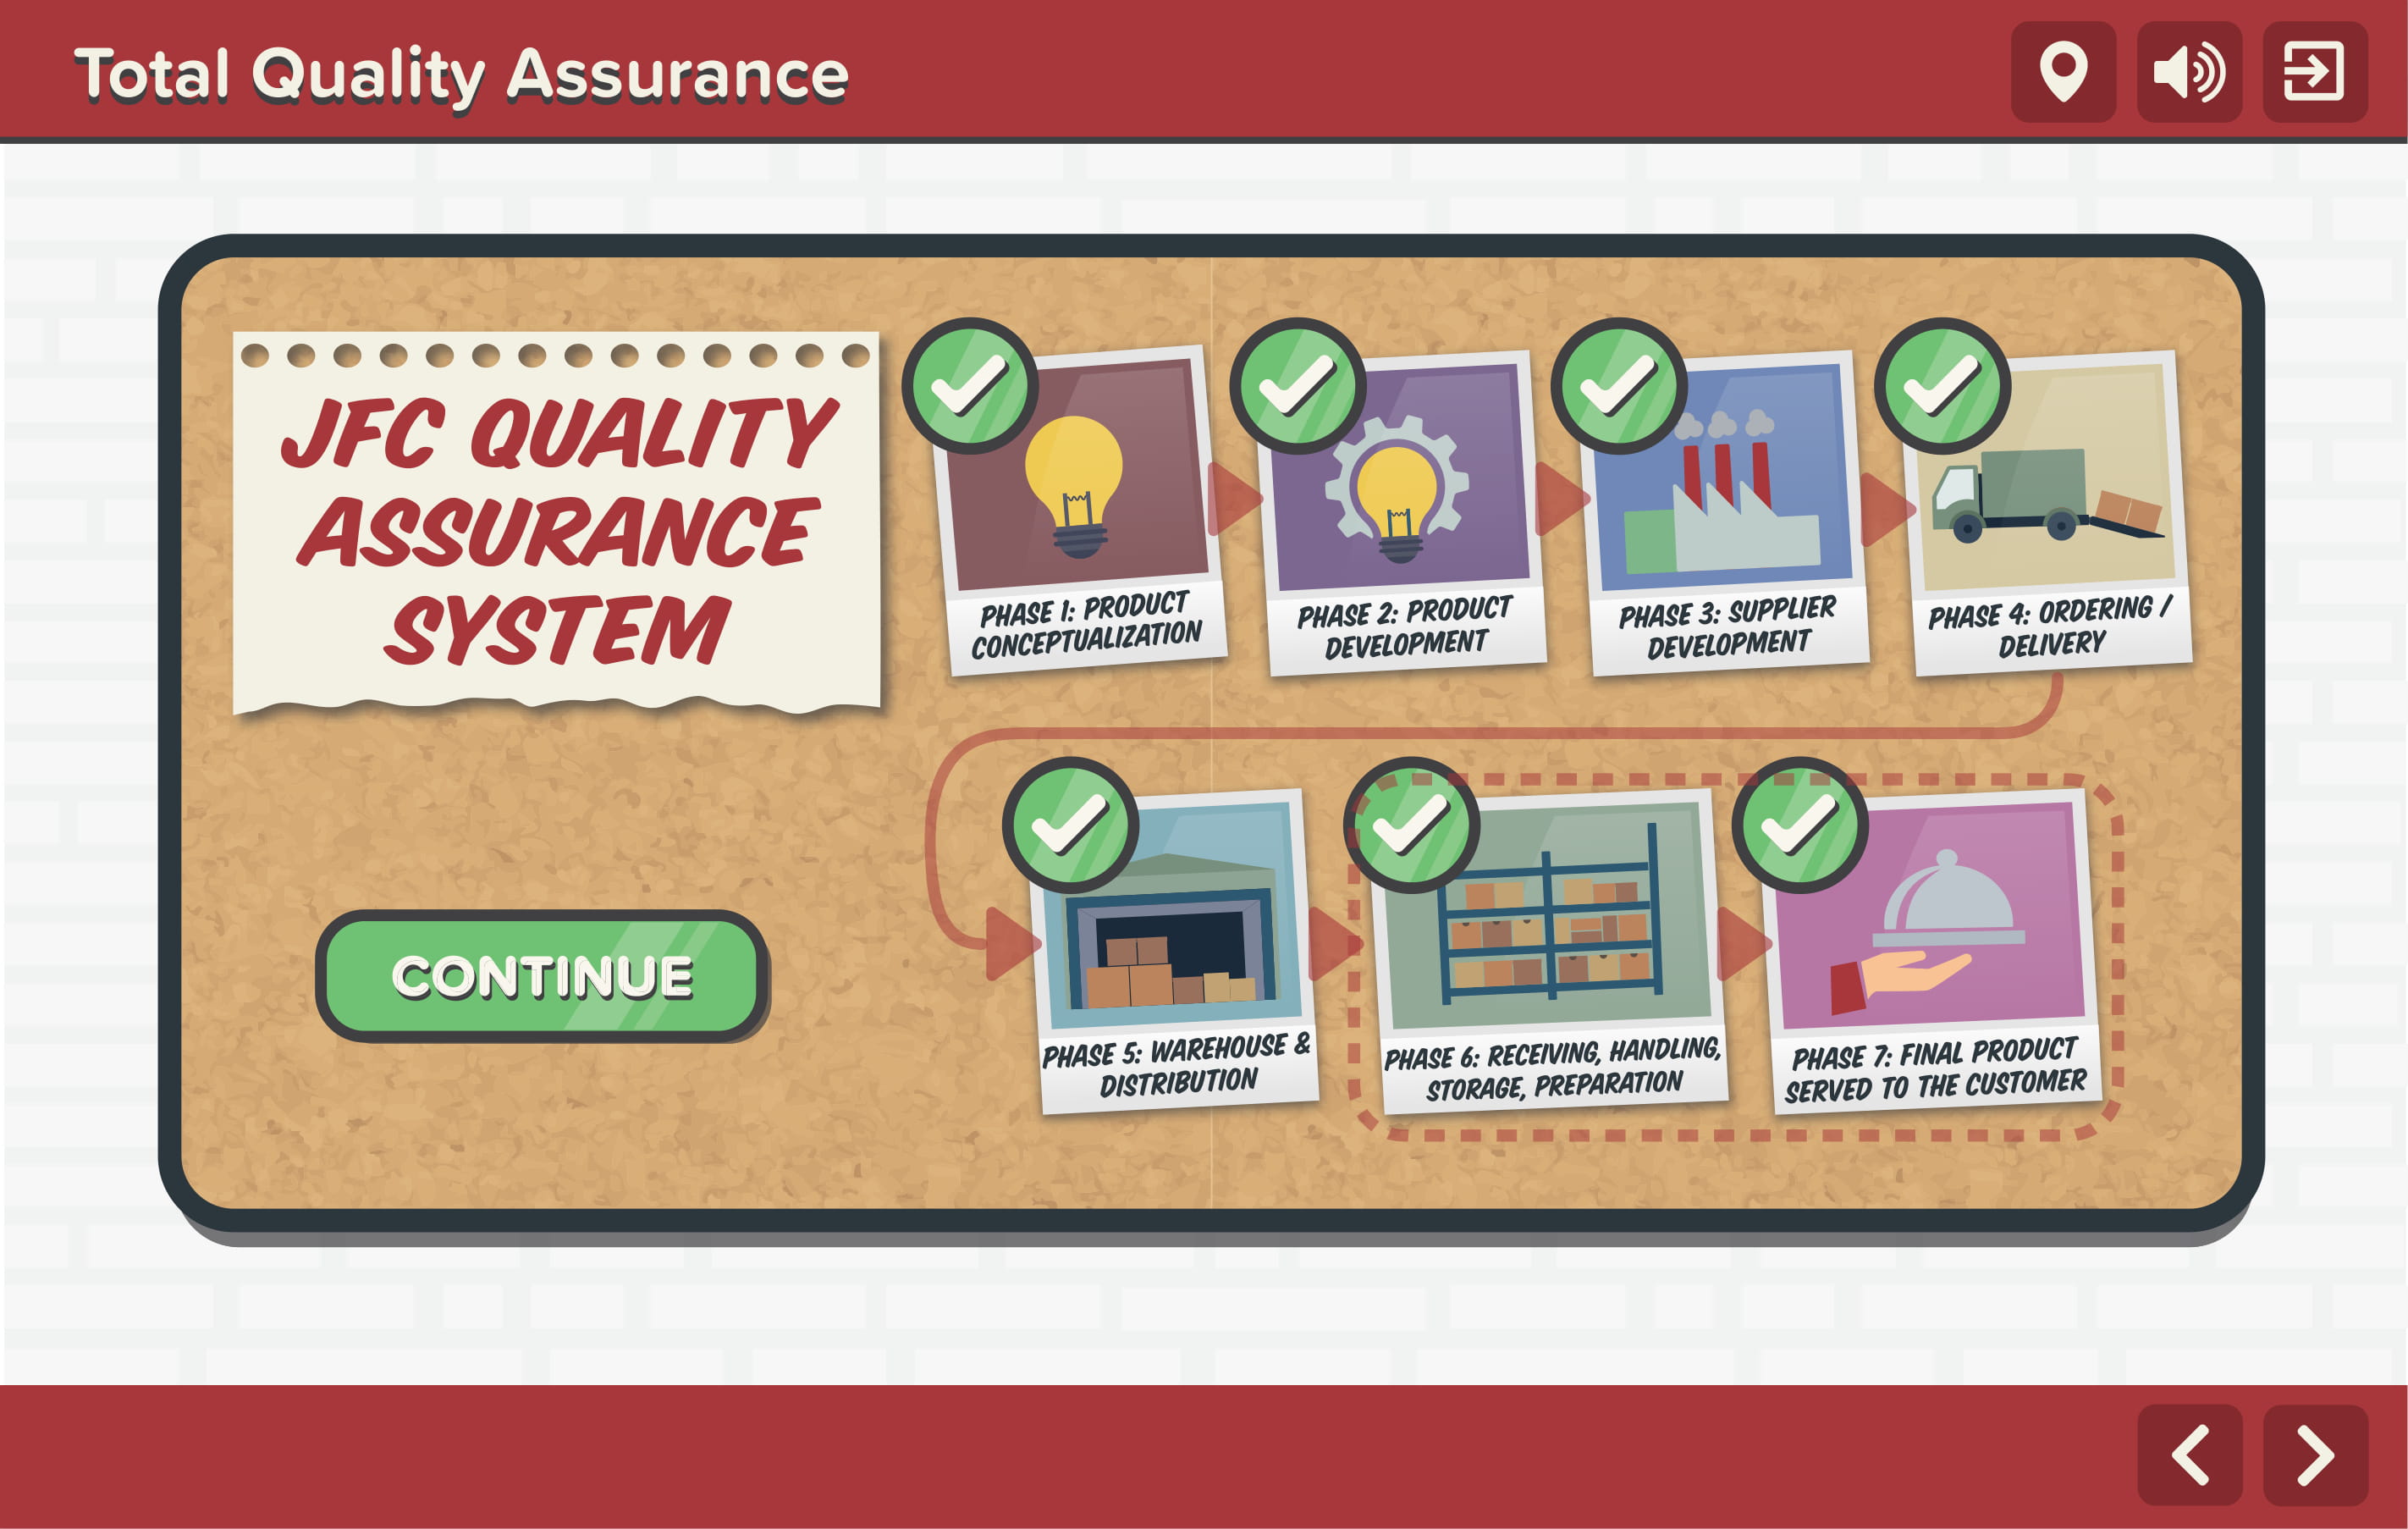 Total Quality Assurance
JFC QUALITY
ASSURANCE
SYSTEM
PHASE 1: PRODUCT
CONCEPTUALIZATION
PHASE 2: PRODUCT
DEVELOPMENT
PHASE 3: SUPPLIER
DEVELOPMENT
PHASE 4: ORDERING /
DELIVERY
PHASE 5: WAREHOUSE &
DISTRIBUTION
PHASE 6: RECEIVING, HANDLING,
STORAGE, PREPARATION
PHASE 7: FINAL PRODUCT
SERVED TO THE CUSTOMER
CONTINUE